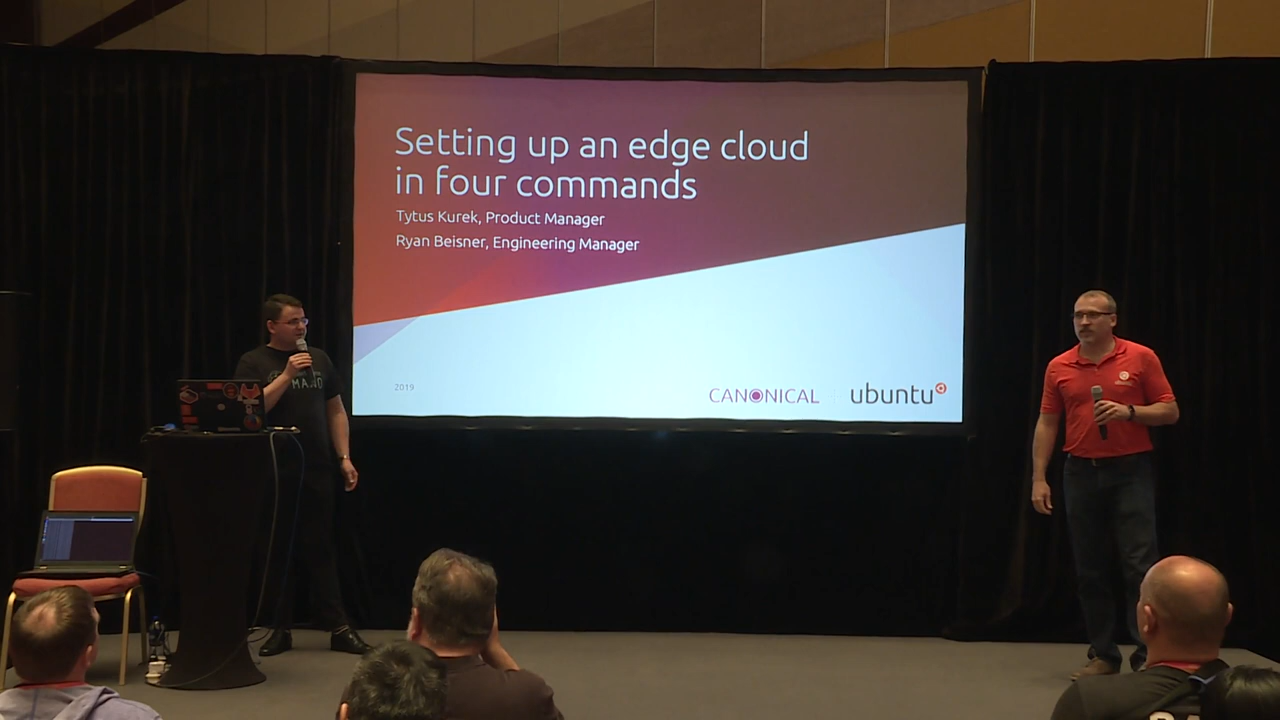 Setting up an edge cloud
in four commands
Tytus Kurek, Product Manager
Ryan Beisner, Engineering Manager
2019
CANONICAL
ubuntu